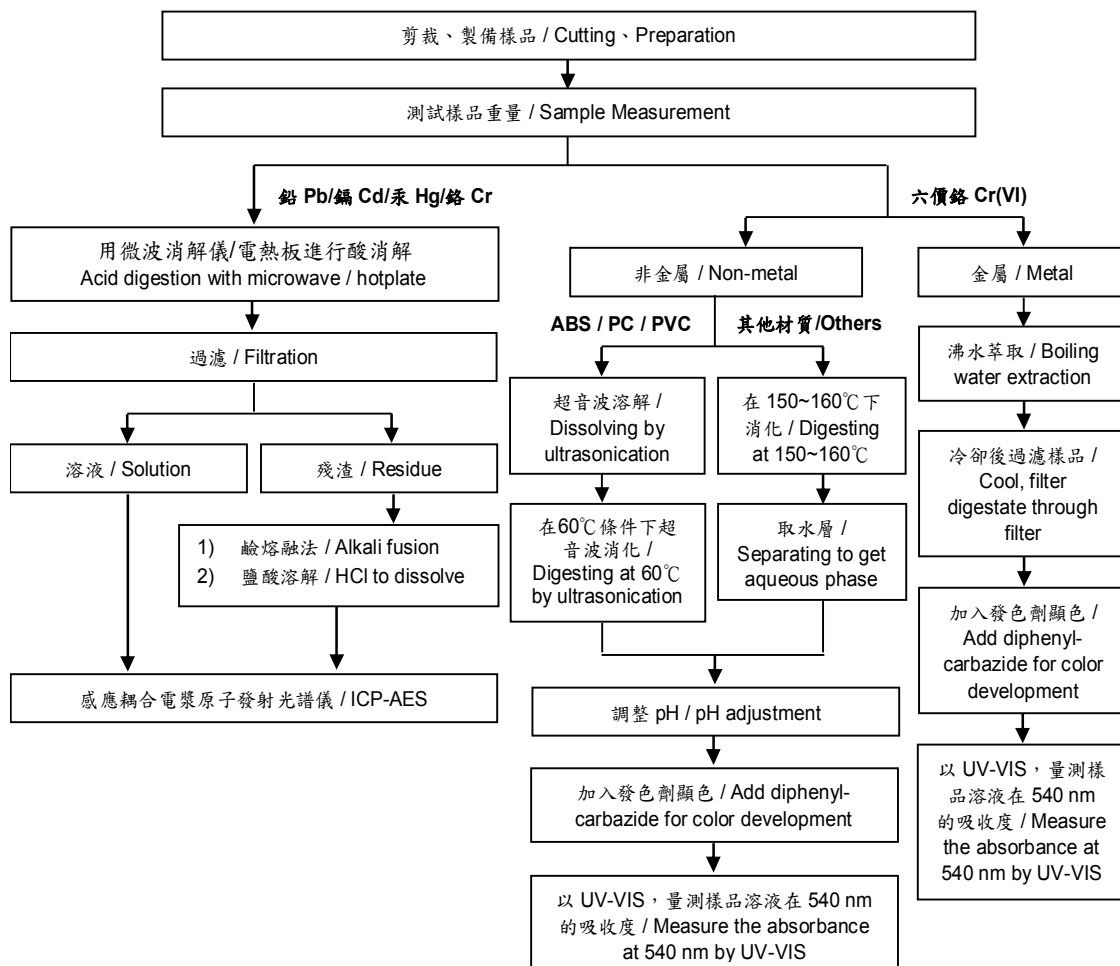 剪裁、製備樣品 / Cutting、Preparation
測試樣品重量 / Sample Measurement
鉛 Pb/鎘 Cd/汞 Hg/鉻 Cr
用微波消解儀/電熱板進行酸消解
Acid digestion with microwave / hotplate
過濾 / Filtration
溶液 / Solution
殘渣 / Residue
1) 鹼熔融法 / Alkali fusion
2) 鹽酸溶解 / HCl to dissolve
感應耦合電漿原子發射光譜儀 / ICP-AES
六價鉻 Cr(VI)
非金屬 / Non-metal
ABS / PC / PVC
超音波溶解 /
Dissolving by
ultrasonication
在60℃條件下超
音波消化 /
Digesting at 60℃
by ultrasonication
其他材質/Others
在 150~160℃下
消化 / Digesting
at 150~160℃
取水層 /
Separating to get
aqueous phase
調整 pH / pH adjustment
加入發色劑顯色 / Add diphenyl-
carbazide for color development
以 UV-VIS，量測樣品溶液在 540 nm
的吸收度 / Measure the absorbance
at 540 nm by UV-VIS
金屬 / Metal
沸水萃取 / Boiling
water extraction
冷卻後過濾樣品 /
Cool, filter
digestate through
filter
加入發色劑顯色 /
Add diphenyl-
carbazide for color
development
以 UV-VIS，量測樣
品溶液在 540 nm
的吸收度 / Measure
the absorbance at
540 nm by UV-VIS